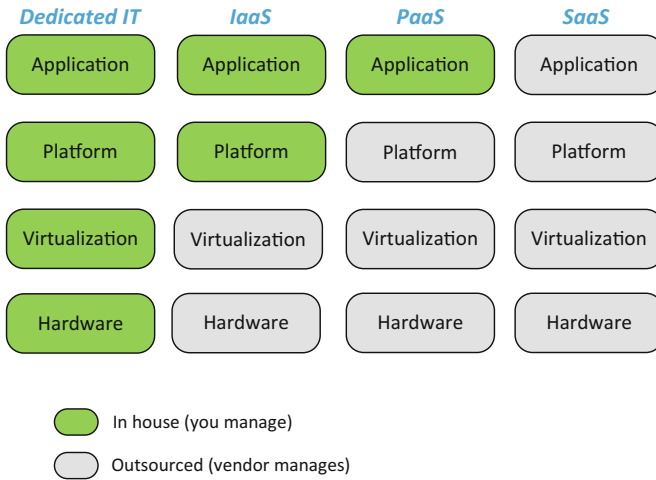 Dedicated IT IaaS PaaS SaaS
Application Application Application Application
Platform Platform Platform Platform
Virtualization Virtualization Virtualization Virtualization
Hardware Hardware Hardware Hardware
In house (you manage)
Outsourced (vendor manages)